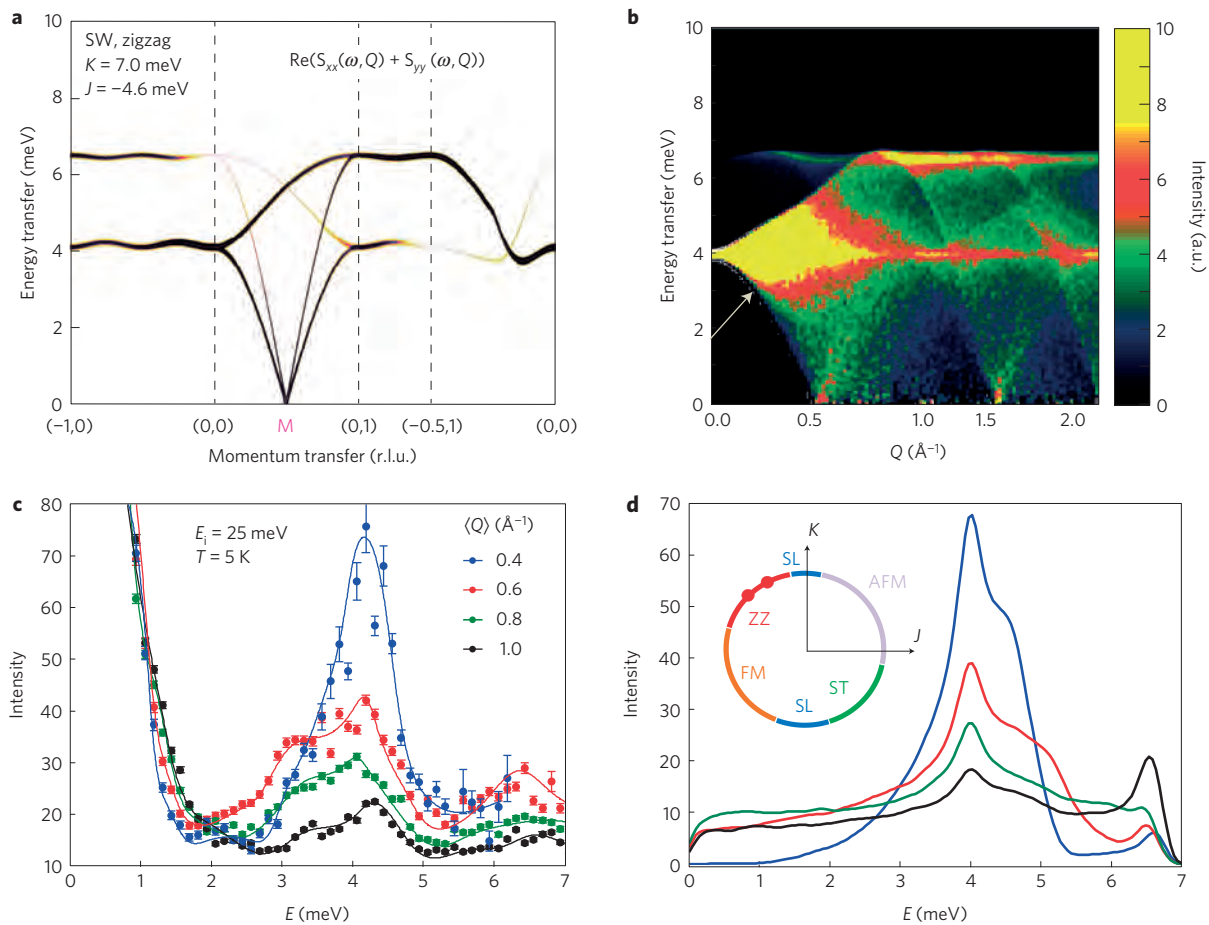 a
10
8
6
4
2
0
Energy transfer (meV)
SW, zigzag
K = 7.0 meV
J = −4.6 meV
Re(Sxx(ω,Q) + Syy (ω,Q))
(−1,0) (0,0) M (0,1) (−0.5,1) (0,0)
Momentum transfer (r.l.u.)
b
10
8
6
4
2
0
Energy transfer (meV)
0.0 0.5 1.0 1.5 2.0
Q (Å−1)
10
8
6
4
2
0
Intensity (a.u.)
c
80
70
60
50
40
30
20
10
Intensity
Ei = 25 meV
T = 5 K
⟨Q⟩ (Å−1)
0.4
0.6
0.8
1.0
0 1 2 3 4 5 6 7
E (meV)
d
70
60
50
40
30
20
10
0
Intensity
K
SL
AFM
ZZ
J
FM
ST
SL
0 1 2 3 4 5 6 7
E (meV)